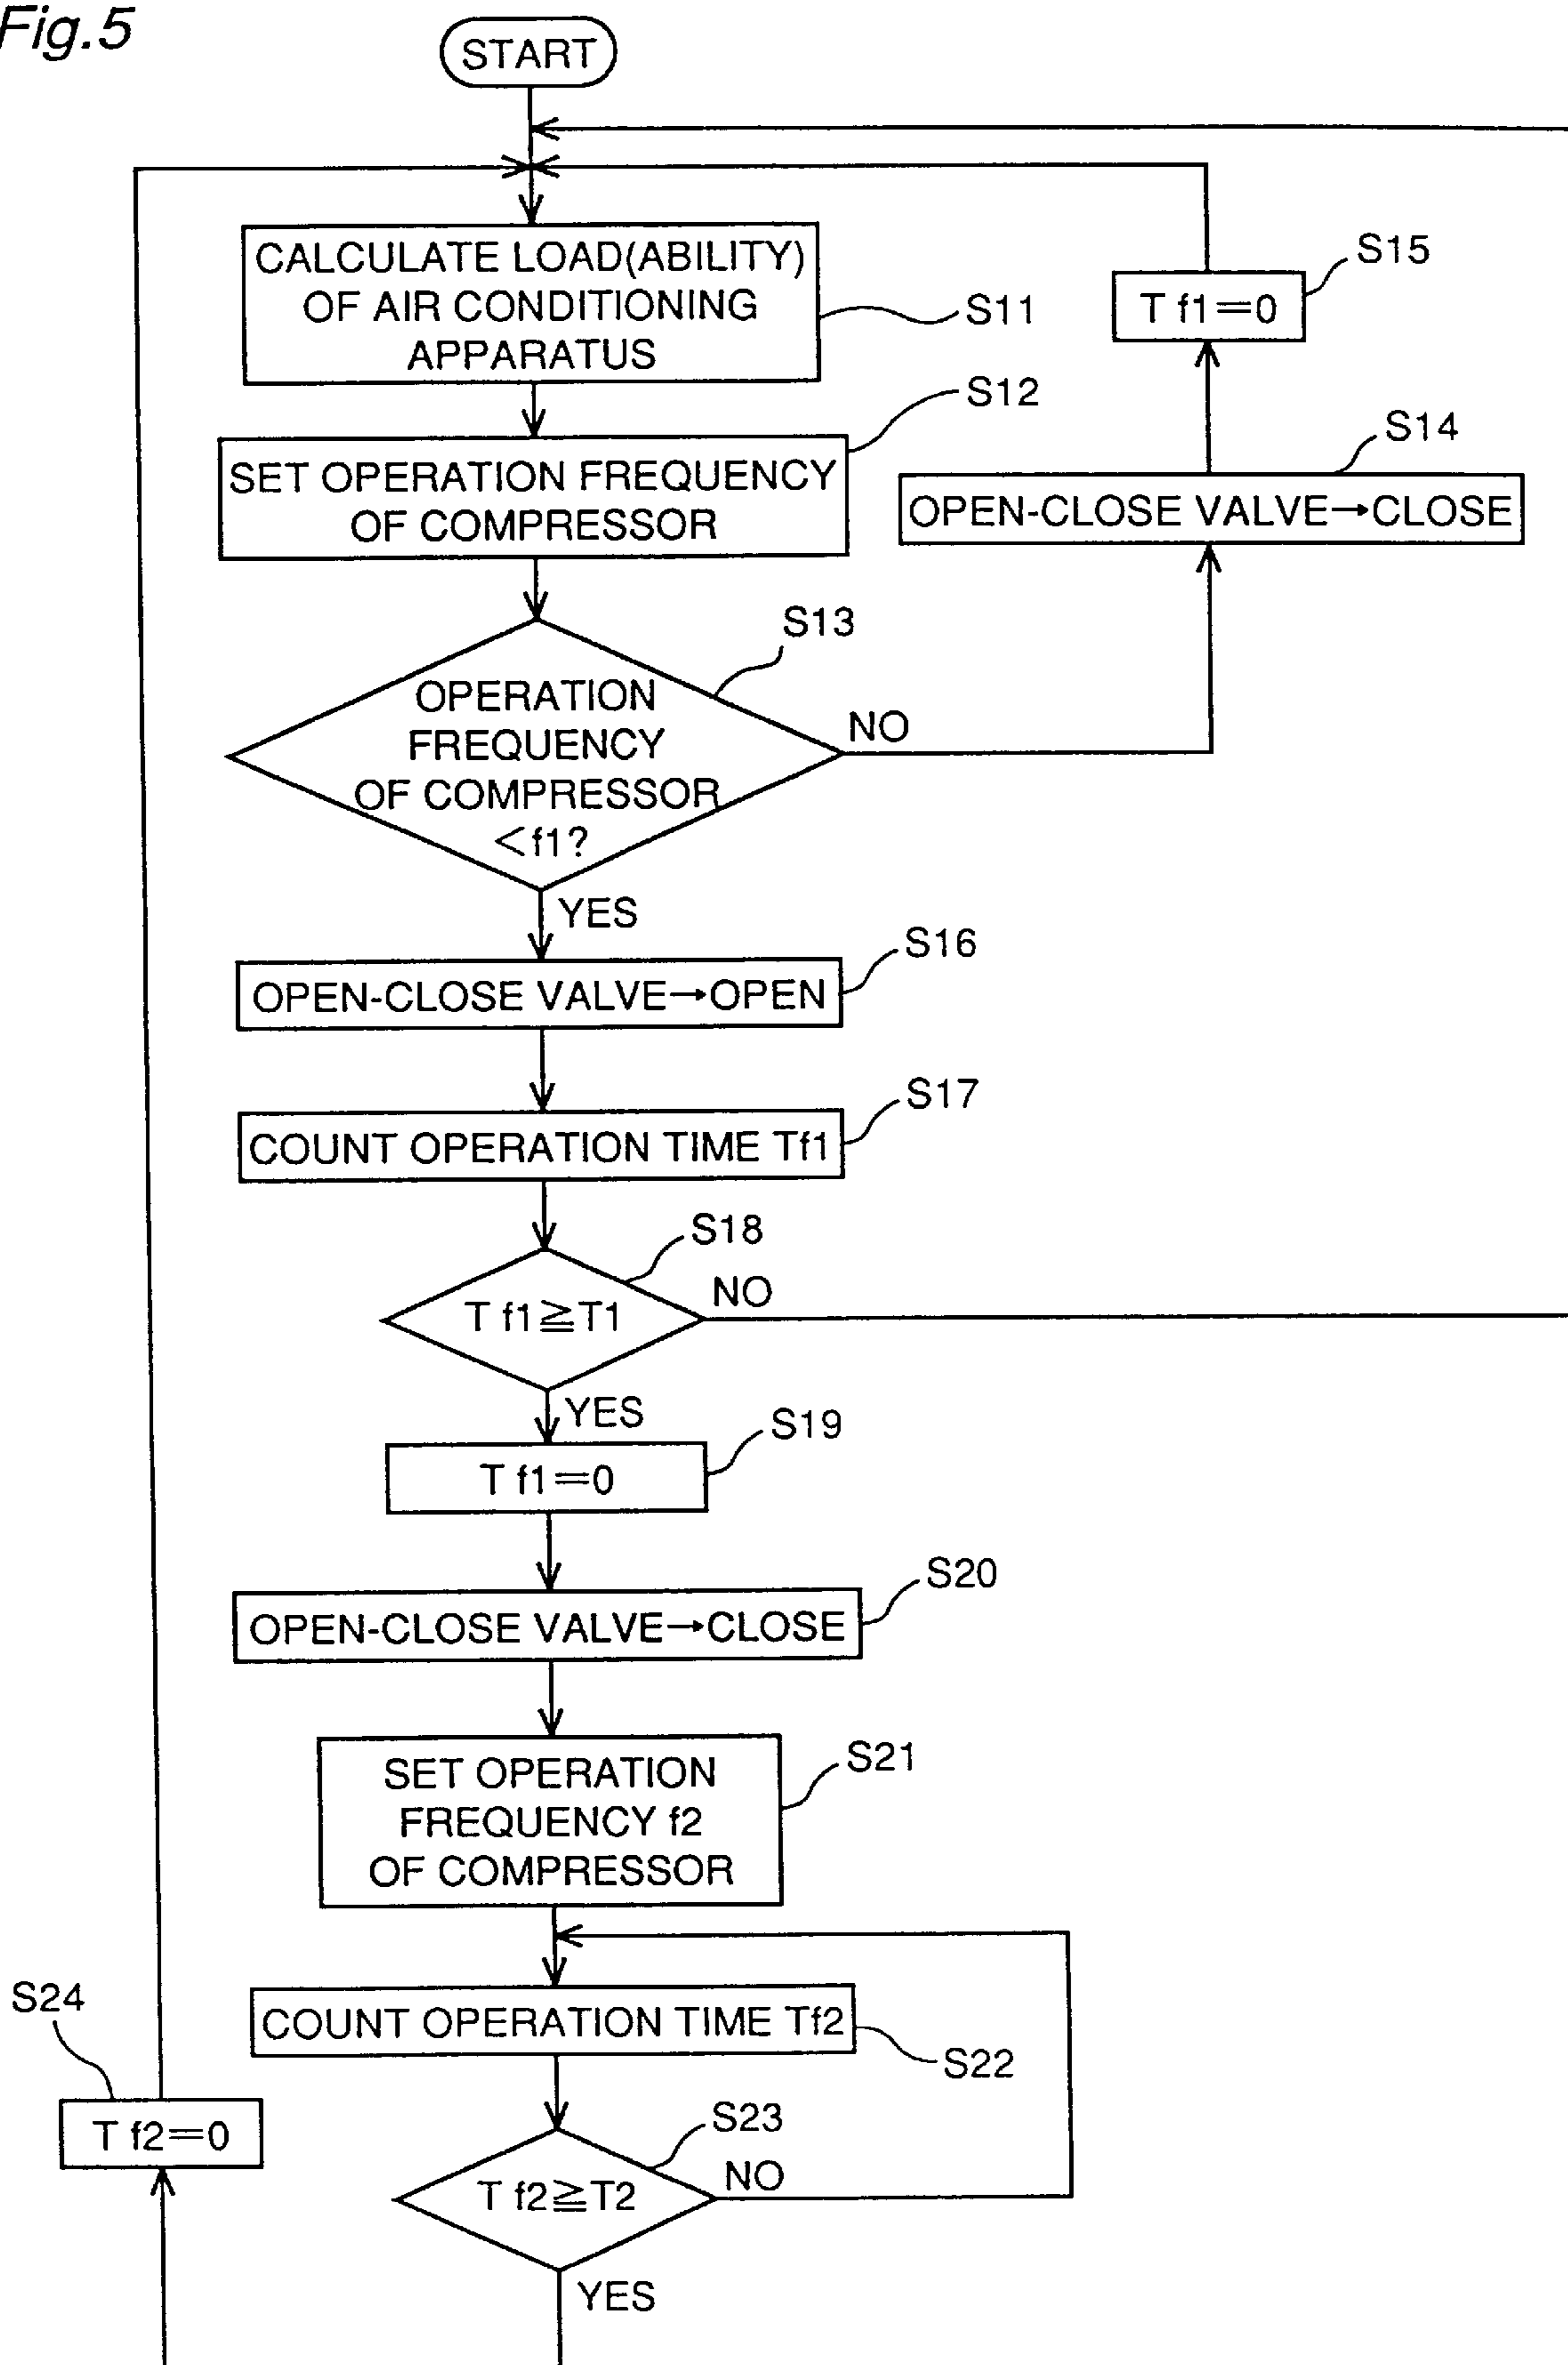 Fig.5
START
CALCULATE LOAD(ABILITY)
OF AIR CONDITIONING
APPARATUS
S11
S15
T f1=0
S12
SET OPERATION FREQUENCY
OF COMPRESSOR
S14
OPEN-CLOSE VALVE→CLOSE
S13
OPERATION
FREQUENCY
OF COMPRESSOR
<f1?
NO
YES
S16
OPEN-CLOSE VALVE→OPEN
S17
COUNT OPERATION TIME Tf1
S18
T f1≧T1
NO
YES
S19
T f1=0
S20
OPEN-CLOSE VALVE→CLOSE
S21
SET OPERATION
FREQUENCY f2
OF COMPRESSOR
S24
COUNT OPERATION TIME Tf2
S22
T f2=0
S23
T f2≧T2
NO
YES